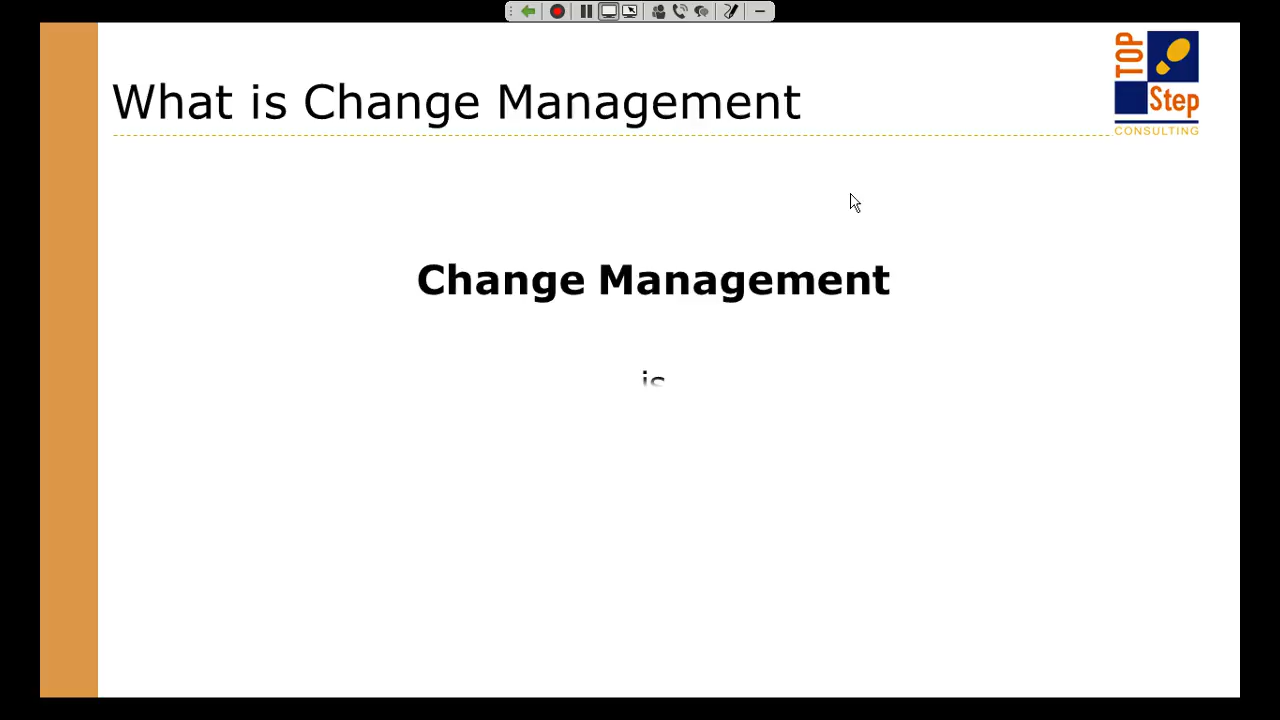 What is Change Management
TOP
Step
CONSULTING
Change Management
is